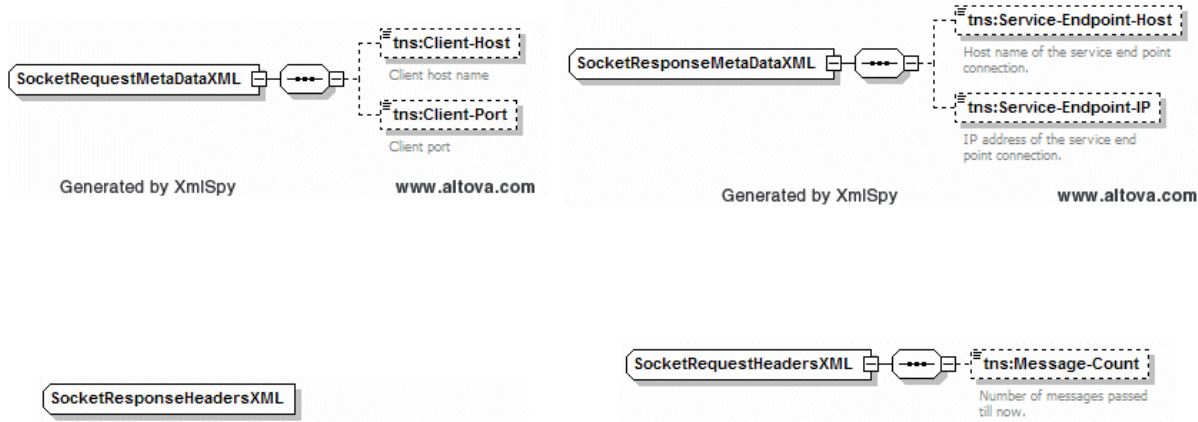 tns:Client-Host
SocketRequestMetaDataXML
Client host name
tns:Client-Port
Client port
Generated by XmlSpy
www.altova.com
tns:Service-Endpoint-Host
SocketResponseMetaDataXML
Host name of the service end point
connection.
tns:Service-Endpoint-IP
IP address of the service end
point connection.
Generated by XmlSpy
www.altova.com
SocketResponseHeadersXML
SocketRequestHeadersXML
tns:Message-Count
Number of messages passed
till now.